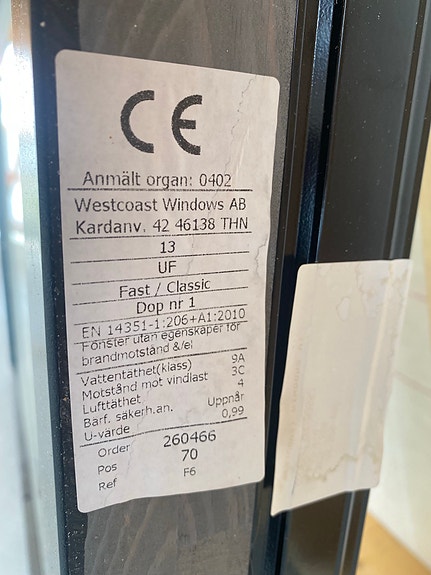 CE
Anmält organ: 0402
Westcoast Windows AB
Kardanv. 42 46138 THN
13
UF
Fast / Classic
Dop nr 1
EN 14351-1:206+A1:2010
Fönster utan egenskaper för
brandmotstånd &/el
Vattentäthet(klass) 9A
Motstånd mot vindlast 3C
Lufttäthet 4
Barf. säkerh.an. Uppnår
U-värde 0,99
Order 260466
Pos 70
Ref F6